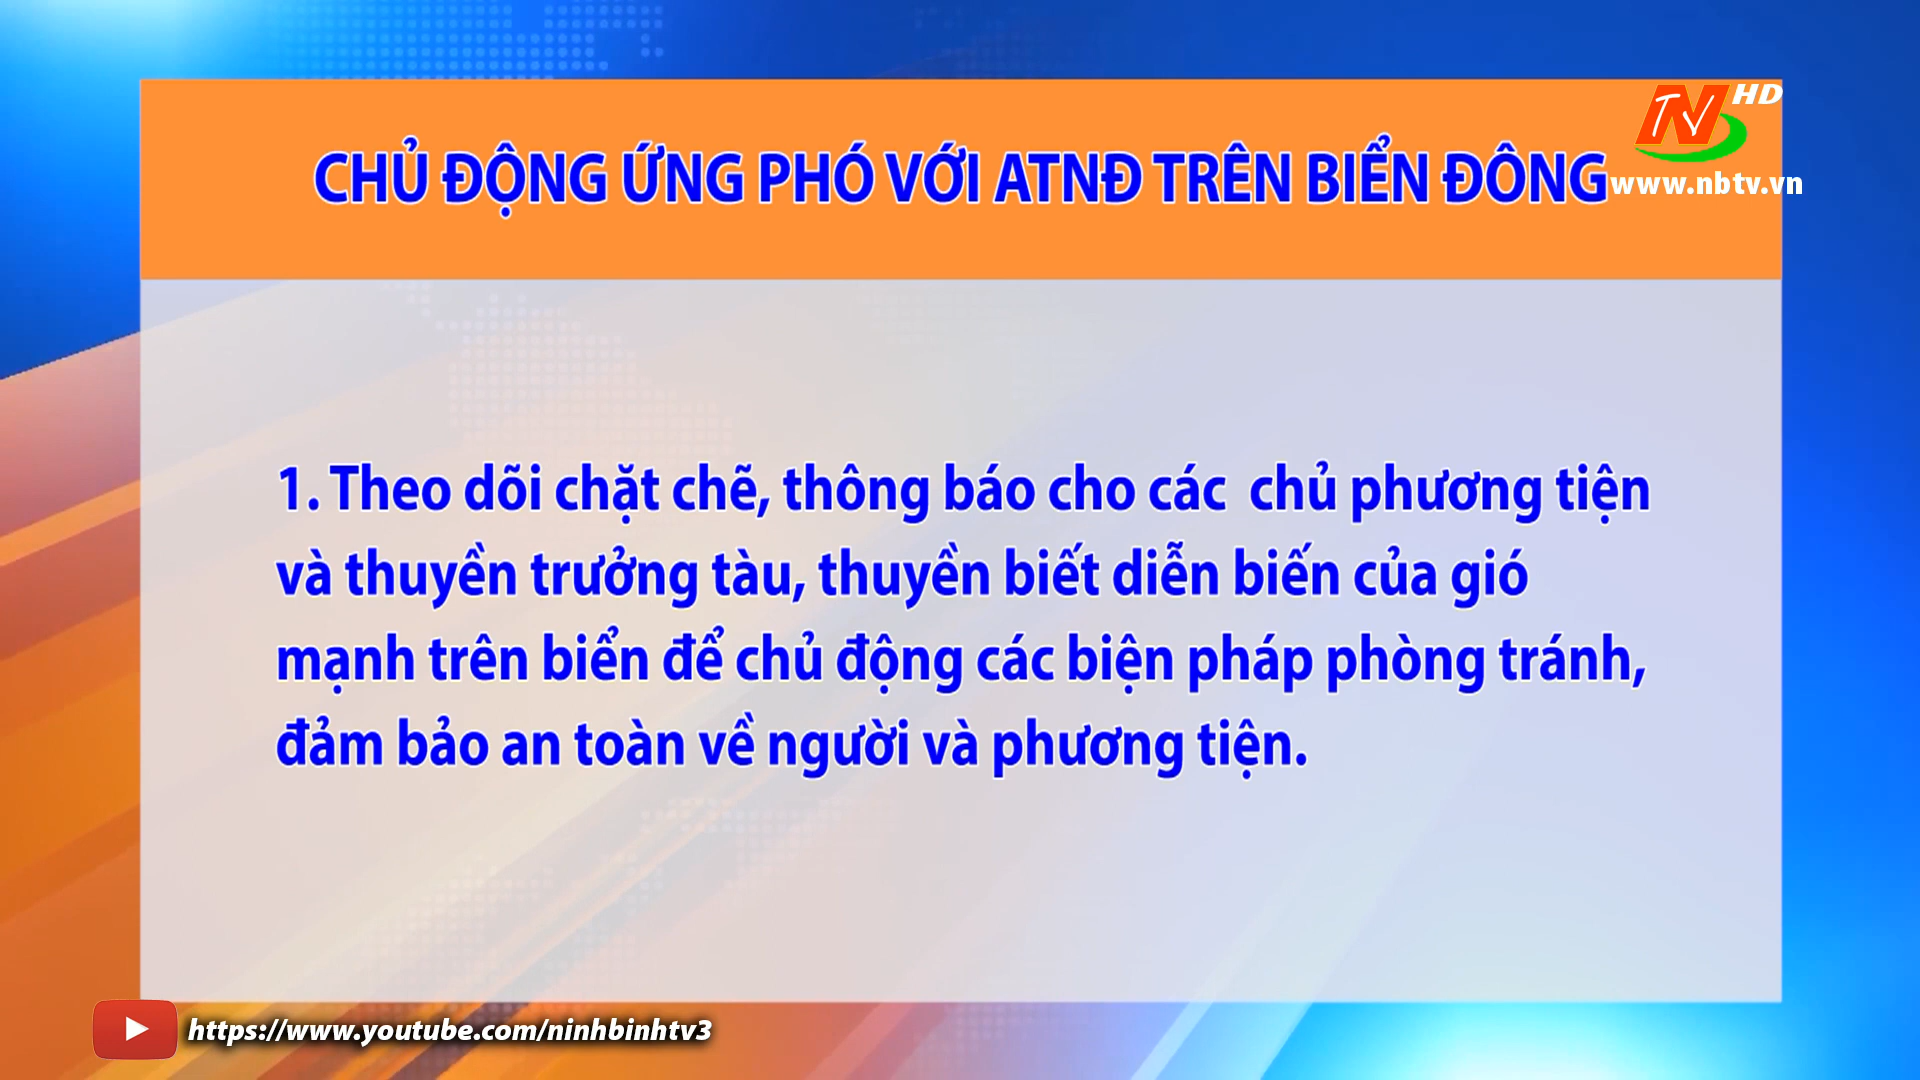 HD
TV
CHỦ ĐỘNG ỨNG PHÓ VỚI ATNĐ TRÊN BIỂN ĐÔNG
www.nbtv.vn
1. Theo dõi chặt chẽ, thông báo cho các chủ phương tiện
và thuyền trưởng tàu, thuyền biết diễn biến của gió
mạnh trên biển để chủ động các biện pháp phòng tránh,
đảm bảo an toàn về người và phương tiện.
https://www.youtube.com/ninhbinhtv3